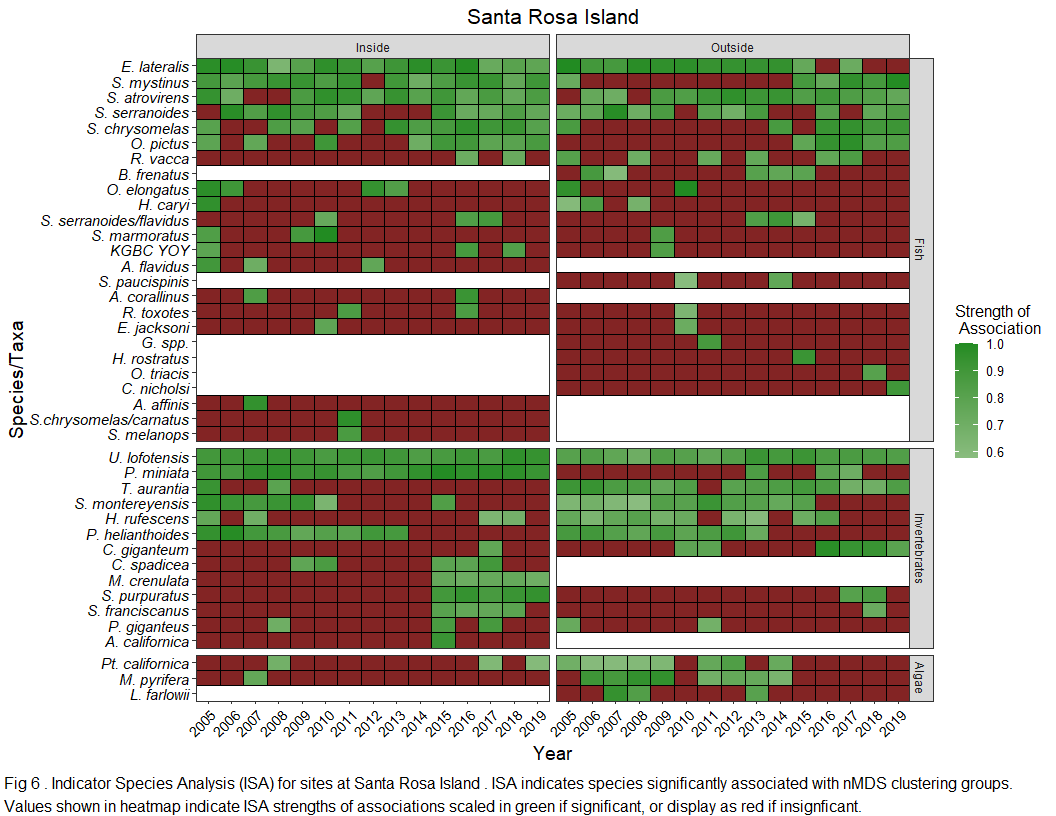 Santa Rosa Island
Inside
Outside
E. lateralis
S. mystinus
S. atrovirens
S. serranoides
S. chrysomelas
O. pictus
R. vacca
B. frenatus
O. elongatus
H. caryi
S. serranoides/flavidus
S. marmoratus
KGBC YOY
A. flavidus
S. paucispinis
A. corallinus
R. toxotes
E. jacksoni
G. spp.
H. rostratus
O. triacis
C. nicholsi
A. affinis
S.chrysomelas/carnatus
S. melanops
Fish
U. lofotensis
P. miniata
T. aurantia
S. montereyensis
H. rufescens
P. helianthoides
C. giganteum
C. spadicea
M. crenulata
S. purpuratus
S. franciscanus
P. giganteus
A. californica
Invertebrates
Pt. californica
M. pyrifera
L. farlowii
Algae
Species/Taxa
2005 2006 2007 2008 2009 2010 2011 2012 2013 2014 2015 2016 2017 2018 2019
2005 2006 2007 2008 2009 2010 2011 2012 2013 2014 2015 2016 2017 2018 2019
Year
Strength of
Association
1.0
0.9
0.8
0.7
0.6
Fig 6 . Indicator Species Analysis (ISA) for sites at Santa Rosa Island . ISA indicates species significantly associated with nMDS clustering groups.
Values shown in heatmap indicate ISA strengths of associations scaled in green if significant, or display as red if insignficant.